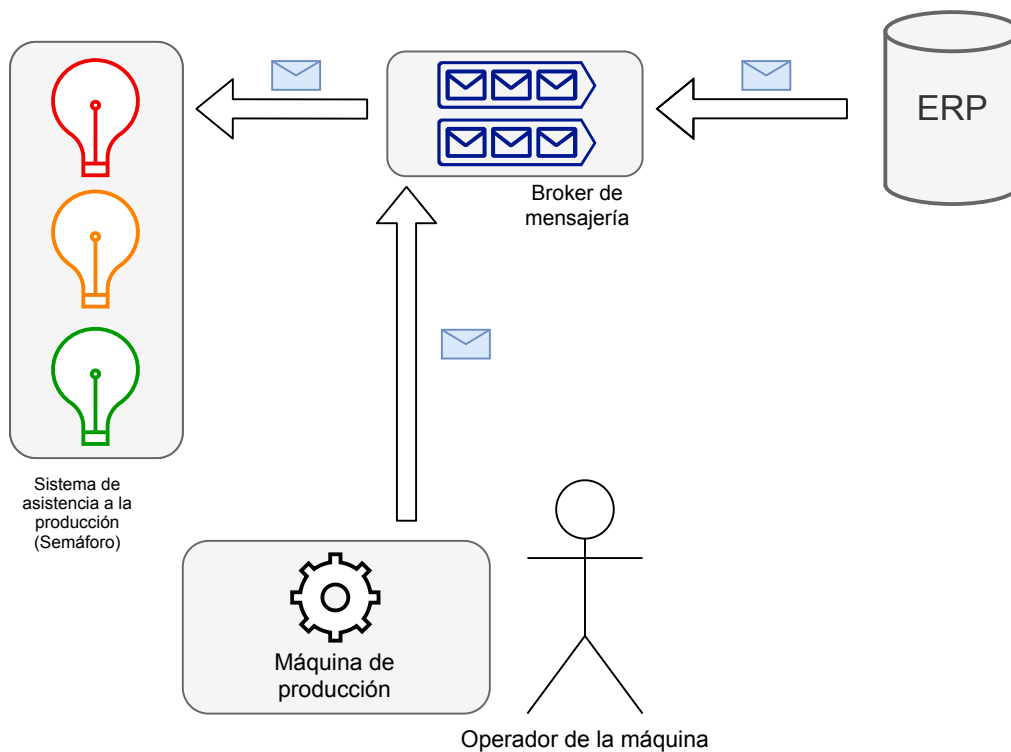 ERP
Broker de
mensajería
Sistema de
asistencia a la
producción
(Semáforo)
Máquina de
producción
Operador de la máquina